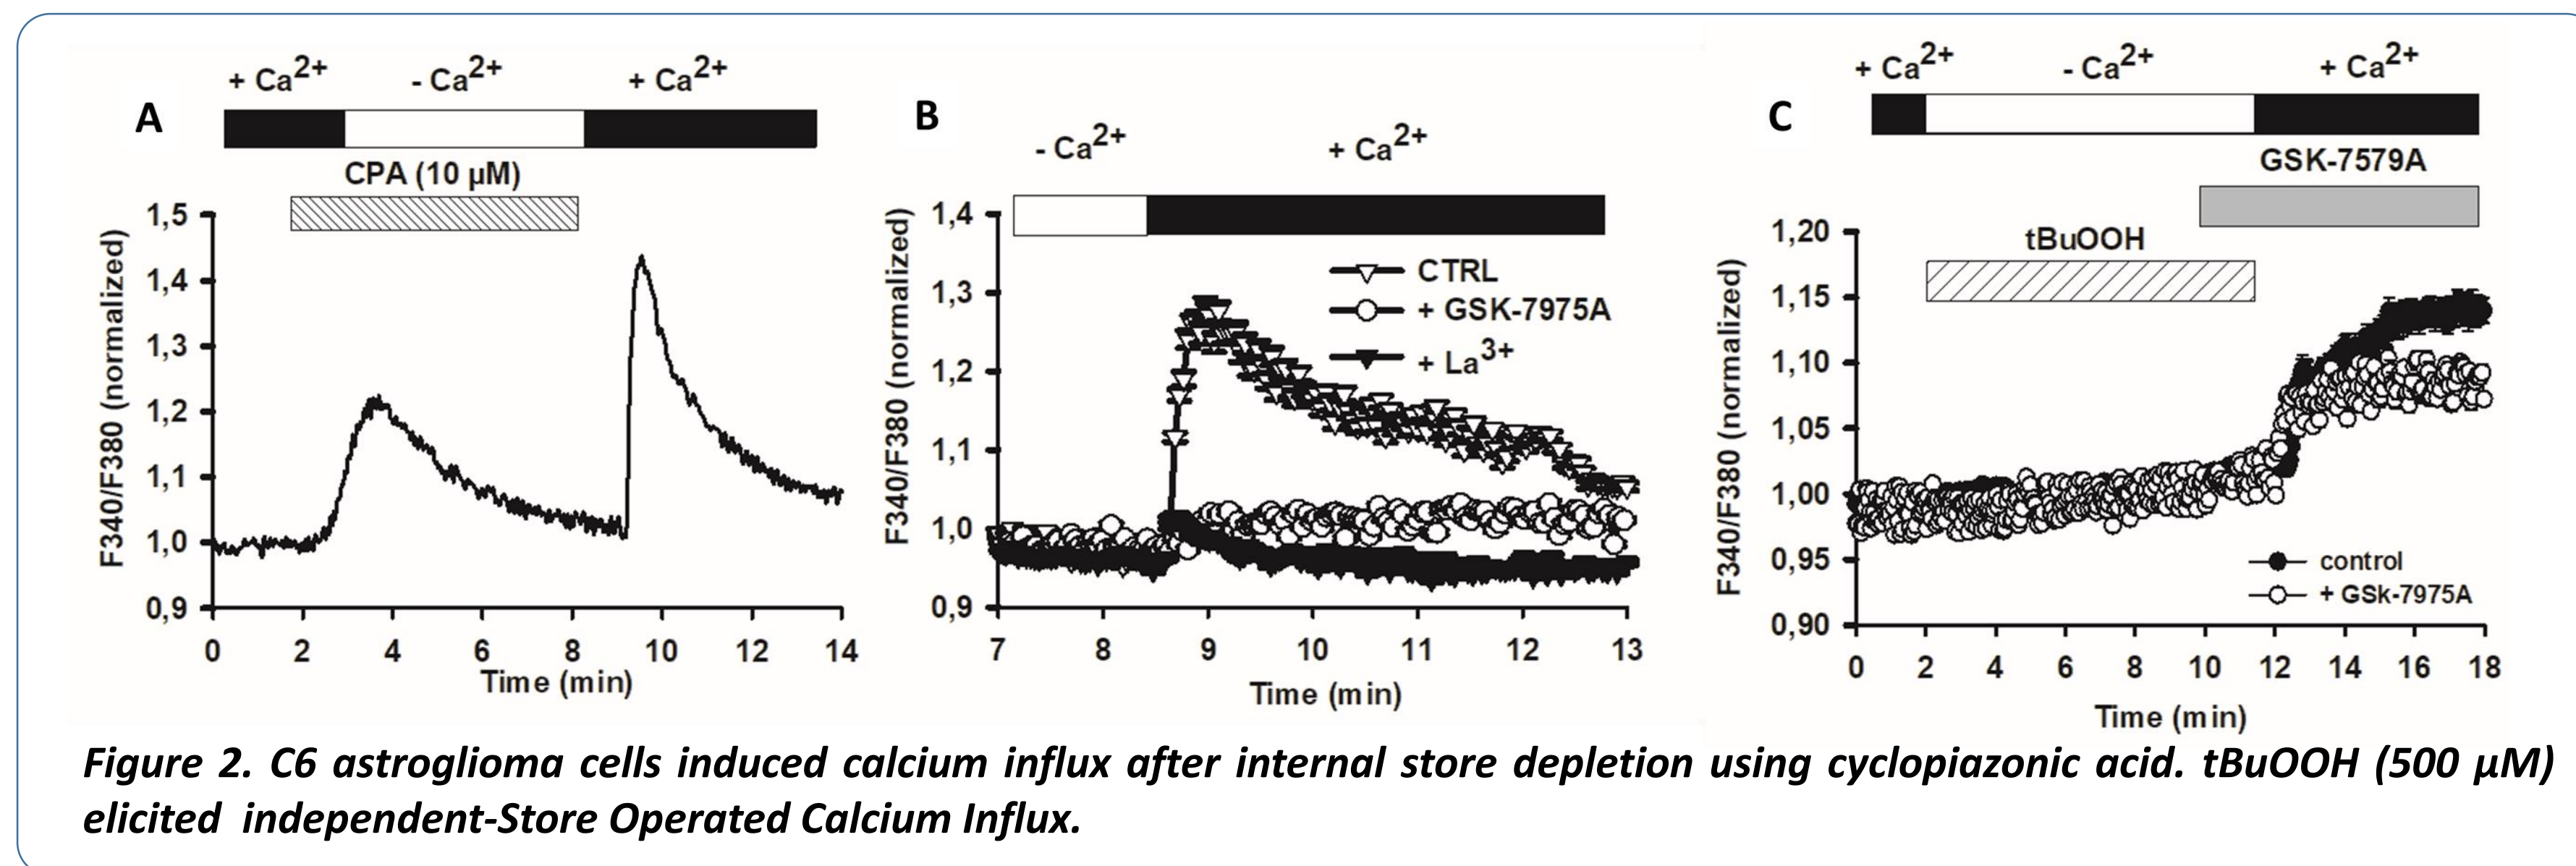 A
+ Ca2+ - Ca2+ + Ca2+
CPA (10 µM)
1,5
1,4
1,3
1,2
1,1
1,0
0,9
F340/F380 (normalized)
0 2 4 6 8 10 12 14
Time (min)
B
- Ca2+ + Ca2+
1,4
1,3
1,2
1,1
1,0
0,9
F340/F380 (normalized)
CTRL
+ GSK-7975A
+ La3+
7 8 9 10 11 12 13
Time (min)
C
+ Ca2+ - Ca2+ + Ca2+
GSK-7579A
tBuOOH
1,20
1,15
1,10
1,05
1,00
0,95
0,90
F340/F380 (normalized)
control
+ GSk-7975A
0 2 4 6 8 10 12 14 16 18
Time (min)
Figure 2. C6 astroglioma cells induced calcium influx after internal store depletion using cyclopiazonic acid. tBuOOH (500 µM)
elicited independent-Store Operated Calcium Influx.